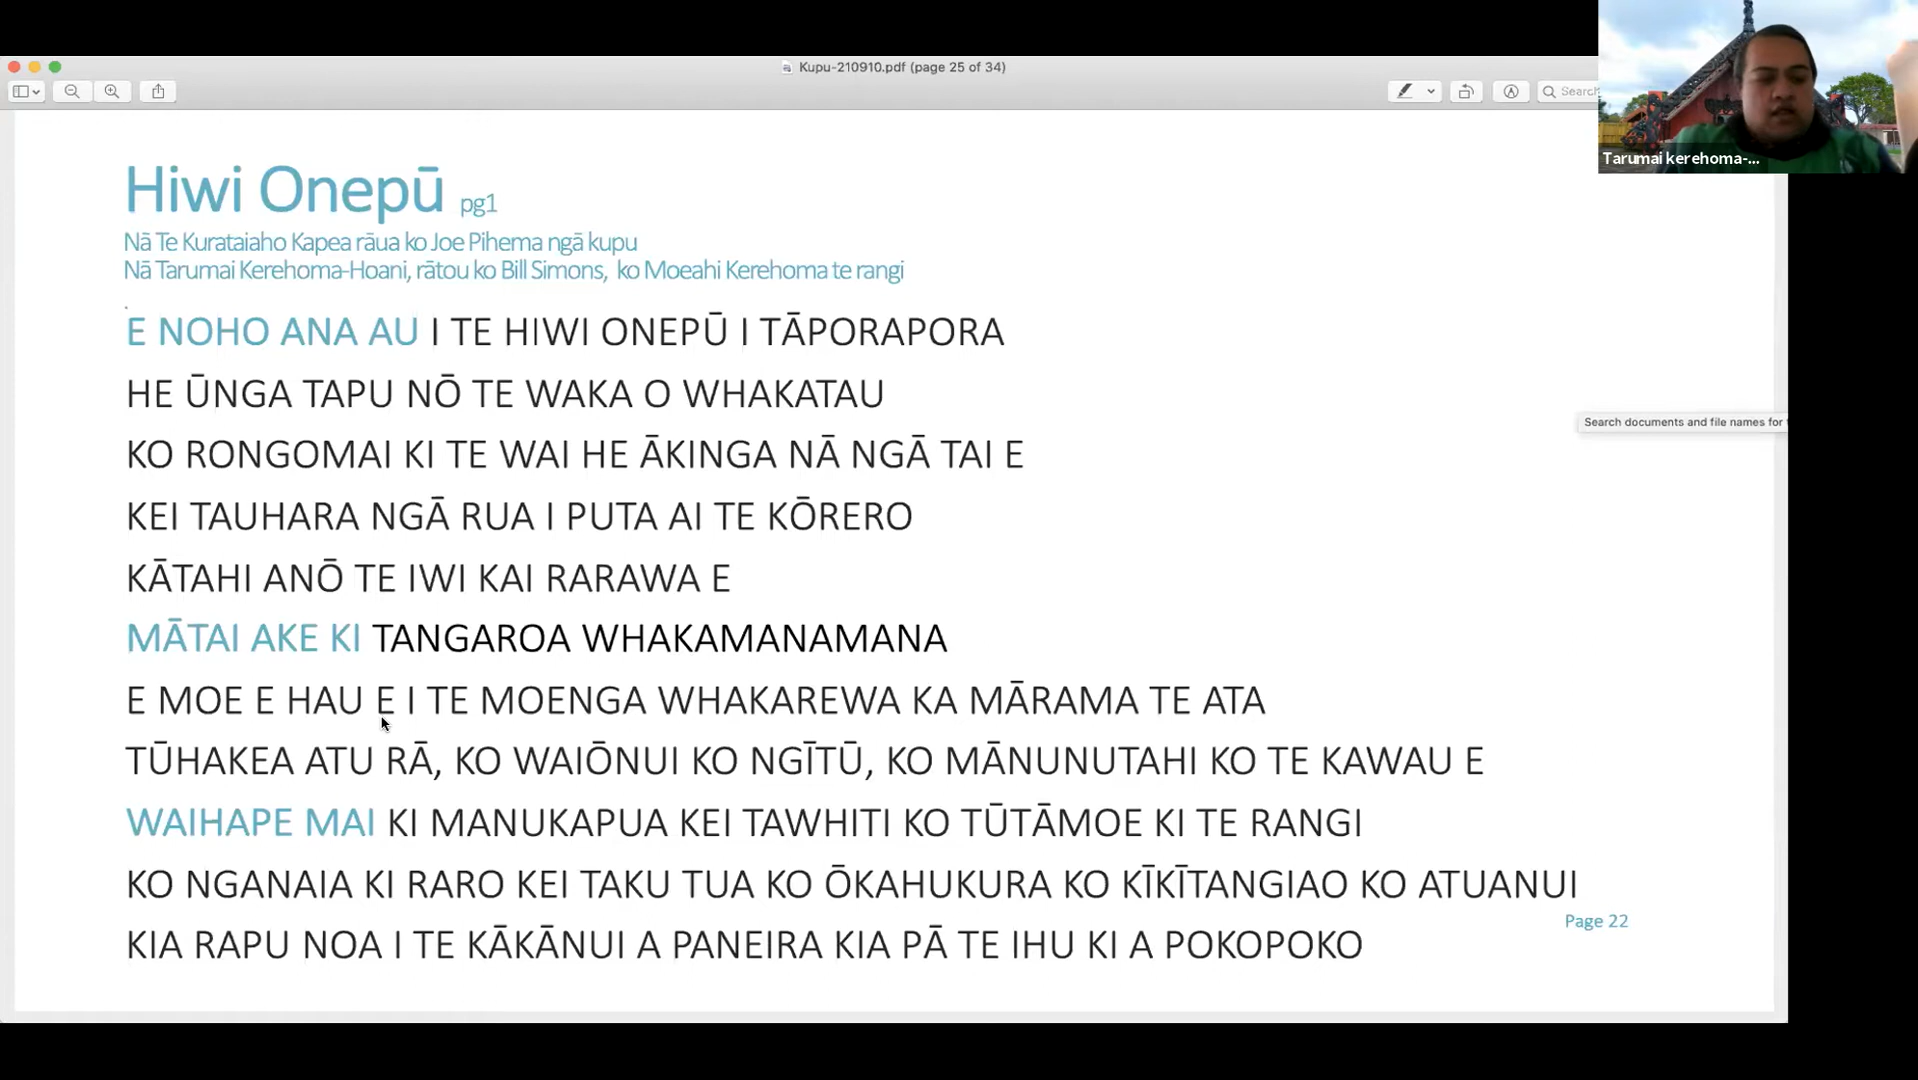 Kupu-210910.pdf (page 25 of 34)
Search
Tarumai kerehoma-...
Hiwi Onepū pg1
Nā Te Kurataiaho Kapea rāua ko Joe Pihema ngā kupu
Nā Tarumai Kerehoma-Hoani, rātou ko Bill Simons, ko Moeahi Kerehoma te rangi
E NOHO ANA AU I TE HIWI ONEPŪ I TĀPORAPORA
HE ŪNGA TAPU NŌ TE WAKA O WHAKATAU
Search documents and file names for
KO RONGOMAI KI TE WAI HE ĀKINGA NĀ NGĀ TAI E
KEI TAUHARA NGĀ RUA I PUTA AI TE KŌRERO
KĀTAHI ANŌ TE IWI KAI RARAWA E
MĀTAI AKE KI TANGAROA WHAKAMANAMANA
E MOE E HAU E I TE MOENGA WHAKAREWA KA MĀRAMA TE ATA
TŪHAKEA ATU RĀ, KO WAIŌNUI KO NGĪTŪ, KO MĀNUNUTAHI KO TE KAWAU E
WAIHAPE MAI KI MANUKAPUA KEI TAWHITI KO TŪTĀMOE KI TE RANGI
KO NGANAIA KI RARO KEI TAKU TUA KO ŌKAHUKURA KO KĪKĪTANGIAO KO ATUANUI
Page 22
KIA RAPU NOA I TE KĀKĀNUI A PANEIRA KIA PĀ TE IHU KI A POKOPOKO